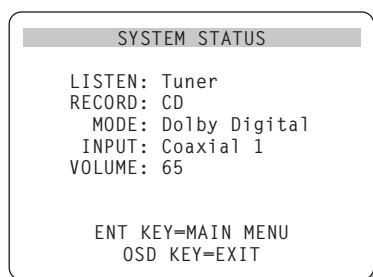 SYSTEM STATUS
LISTEN: Tuner
RECORD: CD
MODE: Dolby Digital
INPUT: Coaxial 1
VOLUME: 65
ENT KEY=MAIN MENU
OSD KEY=EXIT